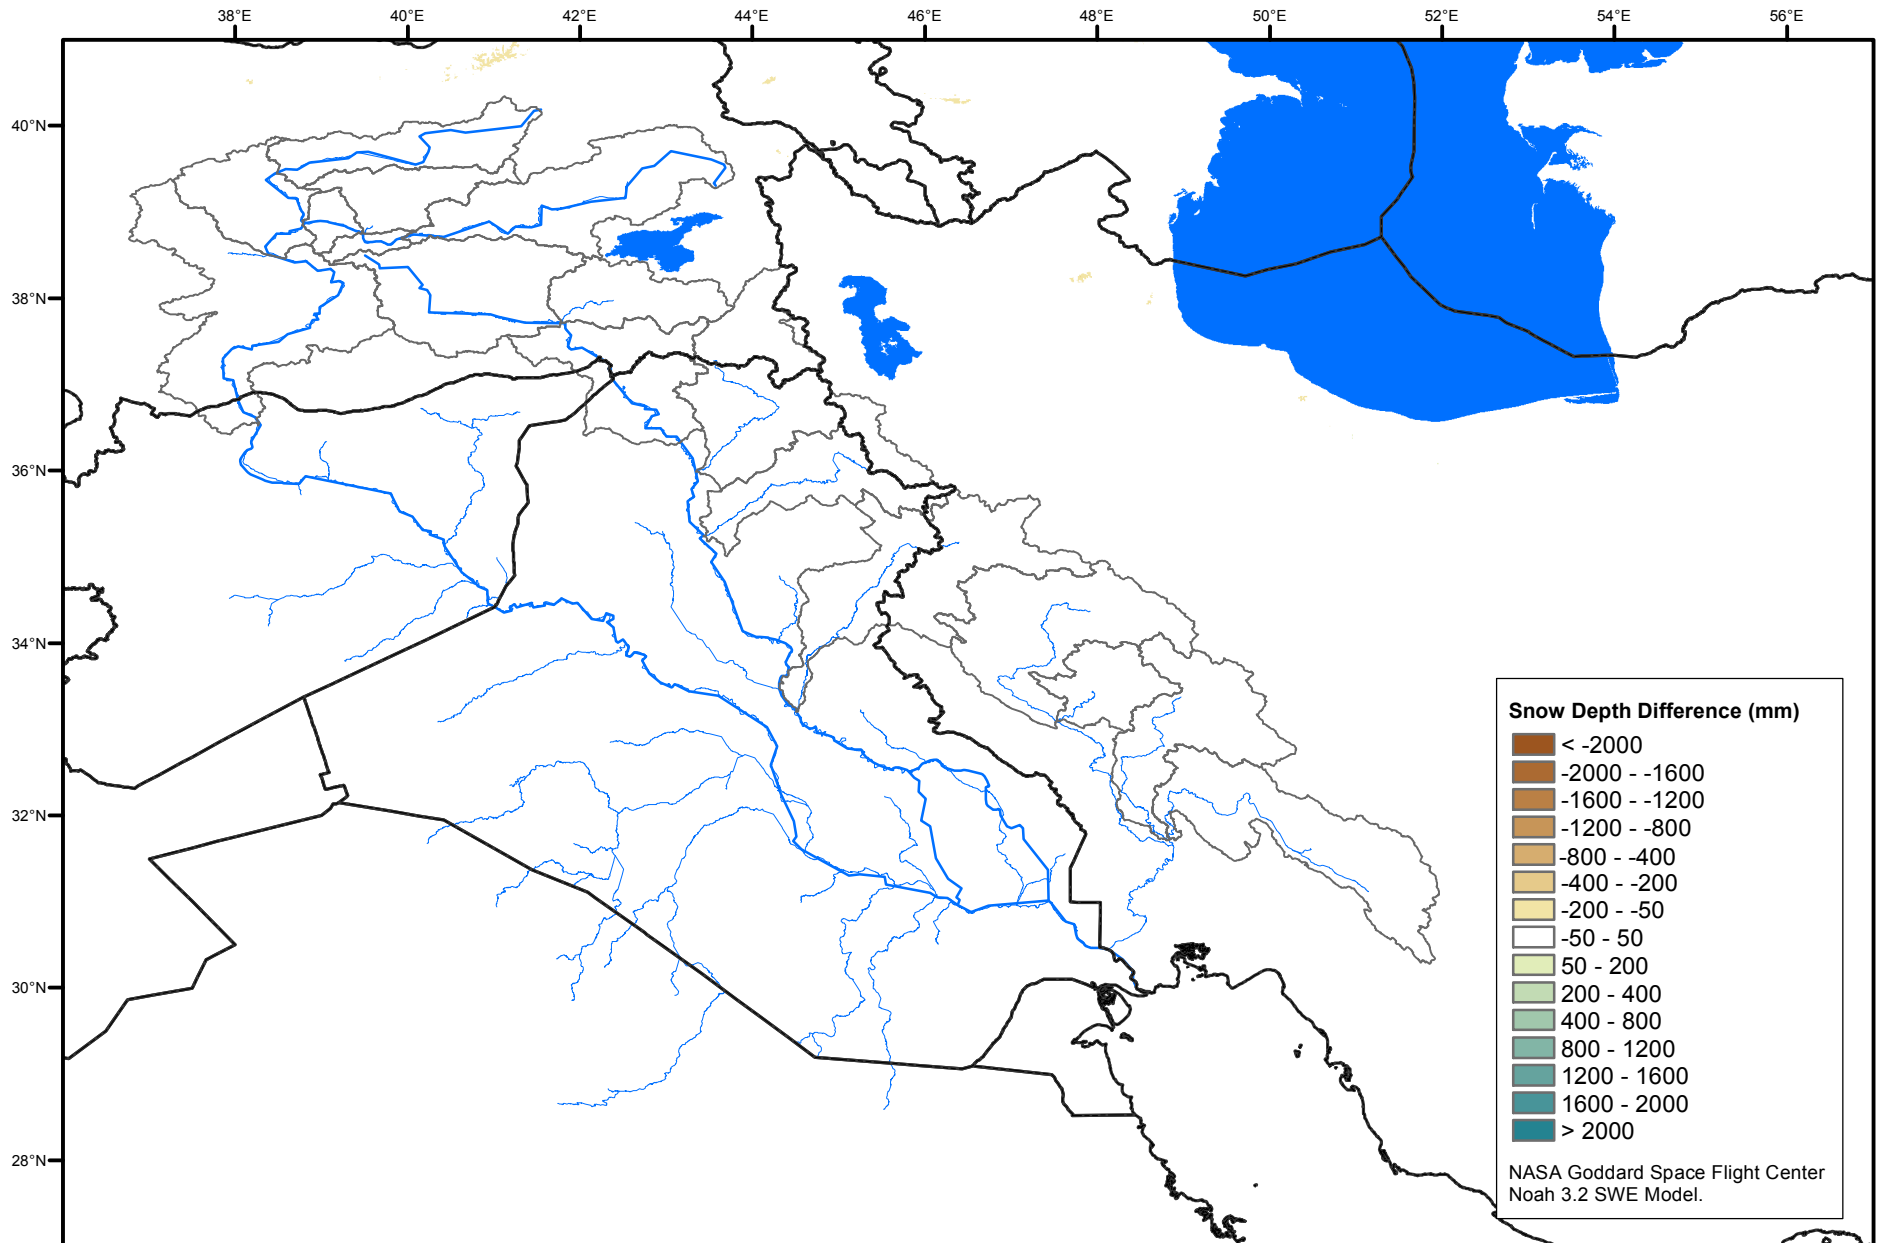 38°E 40°E 42°E 44°E 46°E 48°E 50°E 52°E 54°E 56°E
40°N
38°N
36°N
34°N
32°N
30°N
28°N
Snow Depth Difference (mm)
< -2000
-2000 - -1600
-1600 - -1200
-1200 - -800
-800 - -400
-400 - -200
-200 - -50
-50 - 50
50 - 200
200 - 400
400 - 800
800 - 1200
1200 - 1600
1600 - 2000
> 2000
NASA Goddard Space Flight Center
Noah 3.2 SWE Model.